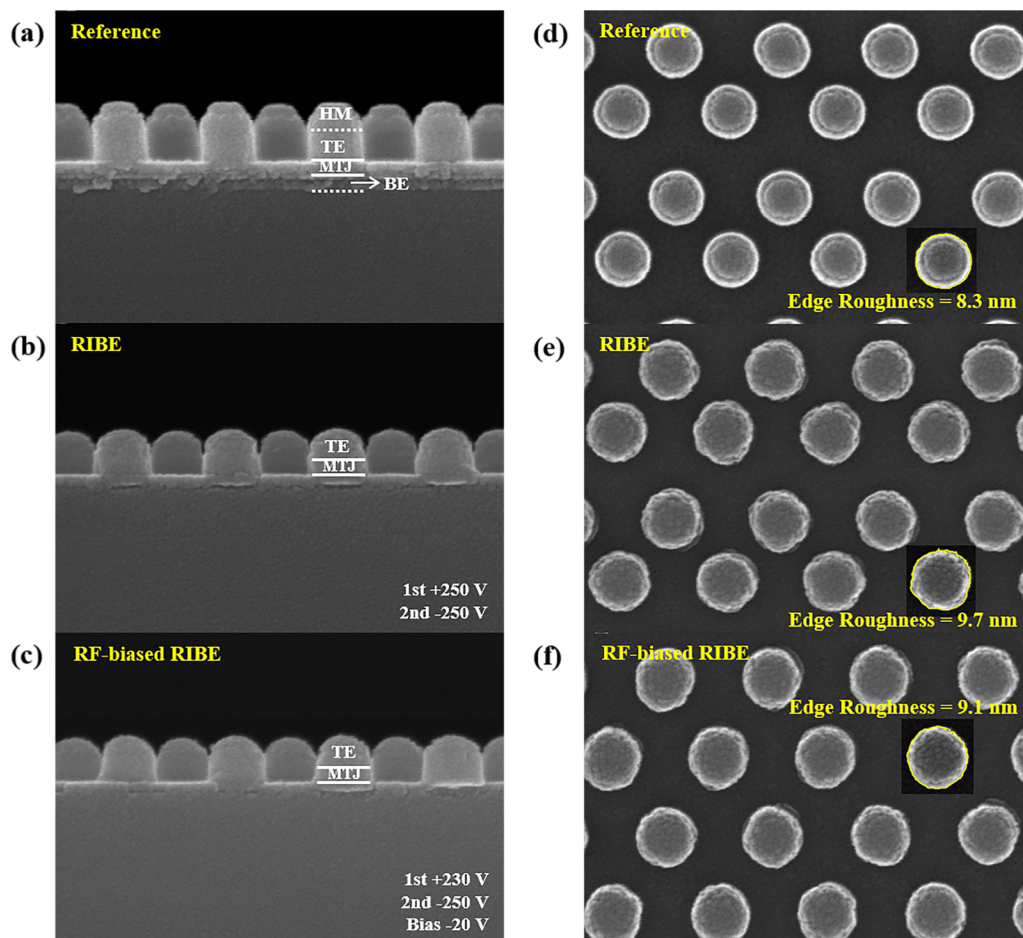 (a)
Reference
HM
TE
MTJ
BE
(d)
Reference
Edge Roughness = 8.3 nm
(b)
RIBE
TE
MTJ
1st +250 V
2nd -250 V
(e)
RIBE
Edge Roughness = 9.7 nm
(c)
RF-biased RIBE
TE
MTJ
1st +230 V
2nd -250 V
Bias -20 V
(f)
RF-biased RIBE
Edge Roughness = 9.1 nm